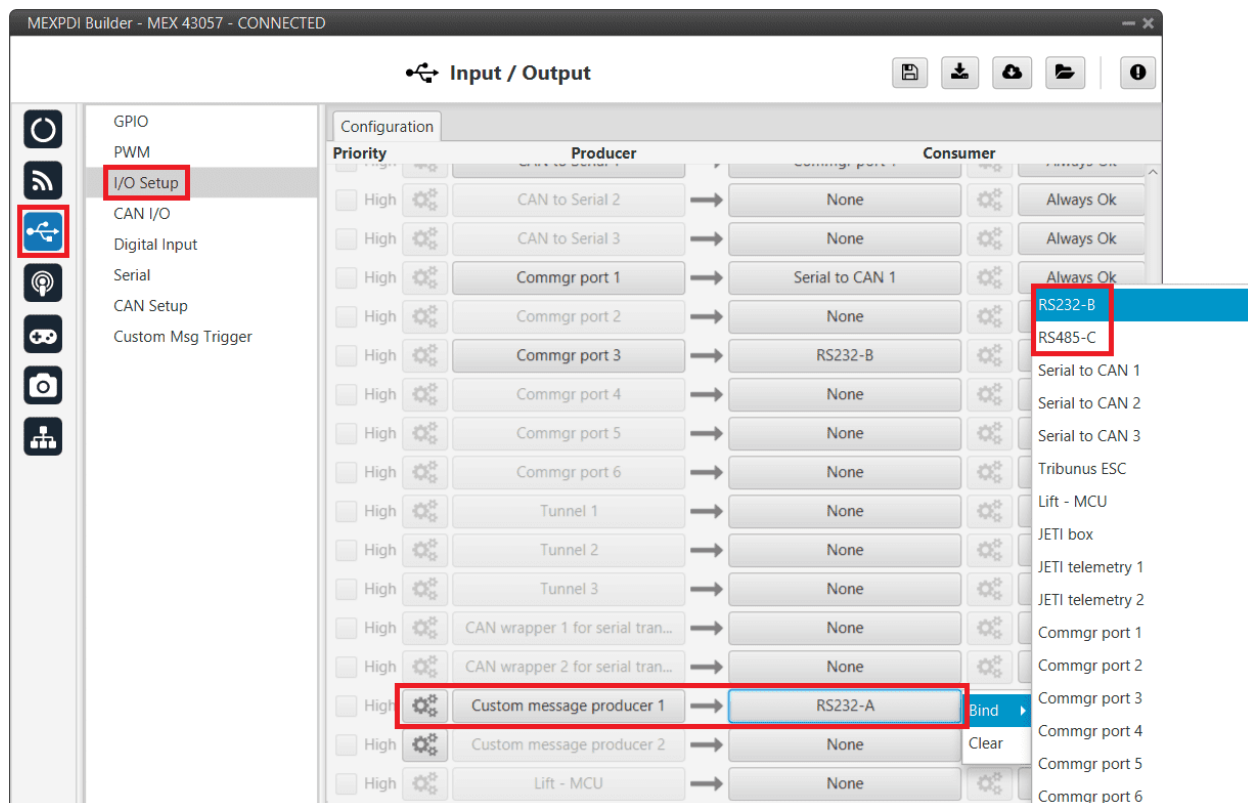 MEXPDI Builder - MEX 43057 - CONNECTED
Input / Output
GPIO
PWM
I/O Setup
CAN I/O
Digital Input
Serial
CAN Setup
Custom Msg Trigger
Configuration
Priority Producer Consumer
High CAN to Serial 2 None Always Ok
High CAN to Serial 3 None Always Ok
High Commgr port 1 Serial to CAN 1 Always Ok
High Commgr port 2 None
High Commgr port 3 RS232-B
High Commgr port 4 None
High Commgr port 5 None
High Commgr port 6 None
High Tunnel 1 None
High Tunnel 2 None
High Tunnel 3 None
High CAN wrapper 1 for serial tran... None
High CAN wrapper 2 for serial tran... None
High Custom message producer 1 RS232-A
High Custom message producer 2 None
High Lift - MCU None
Bind
Clear
RS232-B
RS485-C
Serial to CAN 1
Serial to CAN 2
Serial to CAN 3
Tribunus ESC
Lift - MCU
JETI box
JETI telemetry 1
JETI telemetry 2
Commgr port 1
Commgr port 2
Commgr port 3
Commgr port 4
Commgr port 5
Commgr port 6